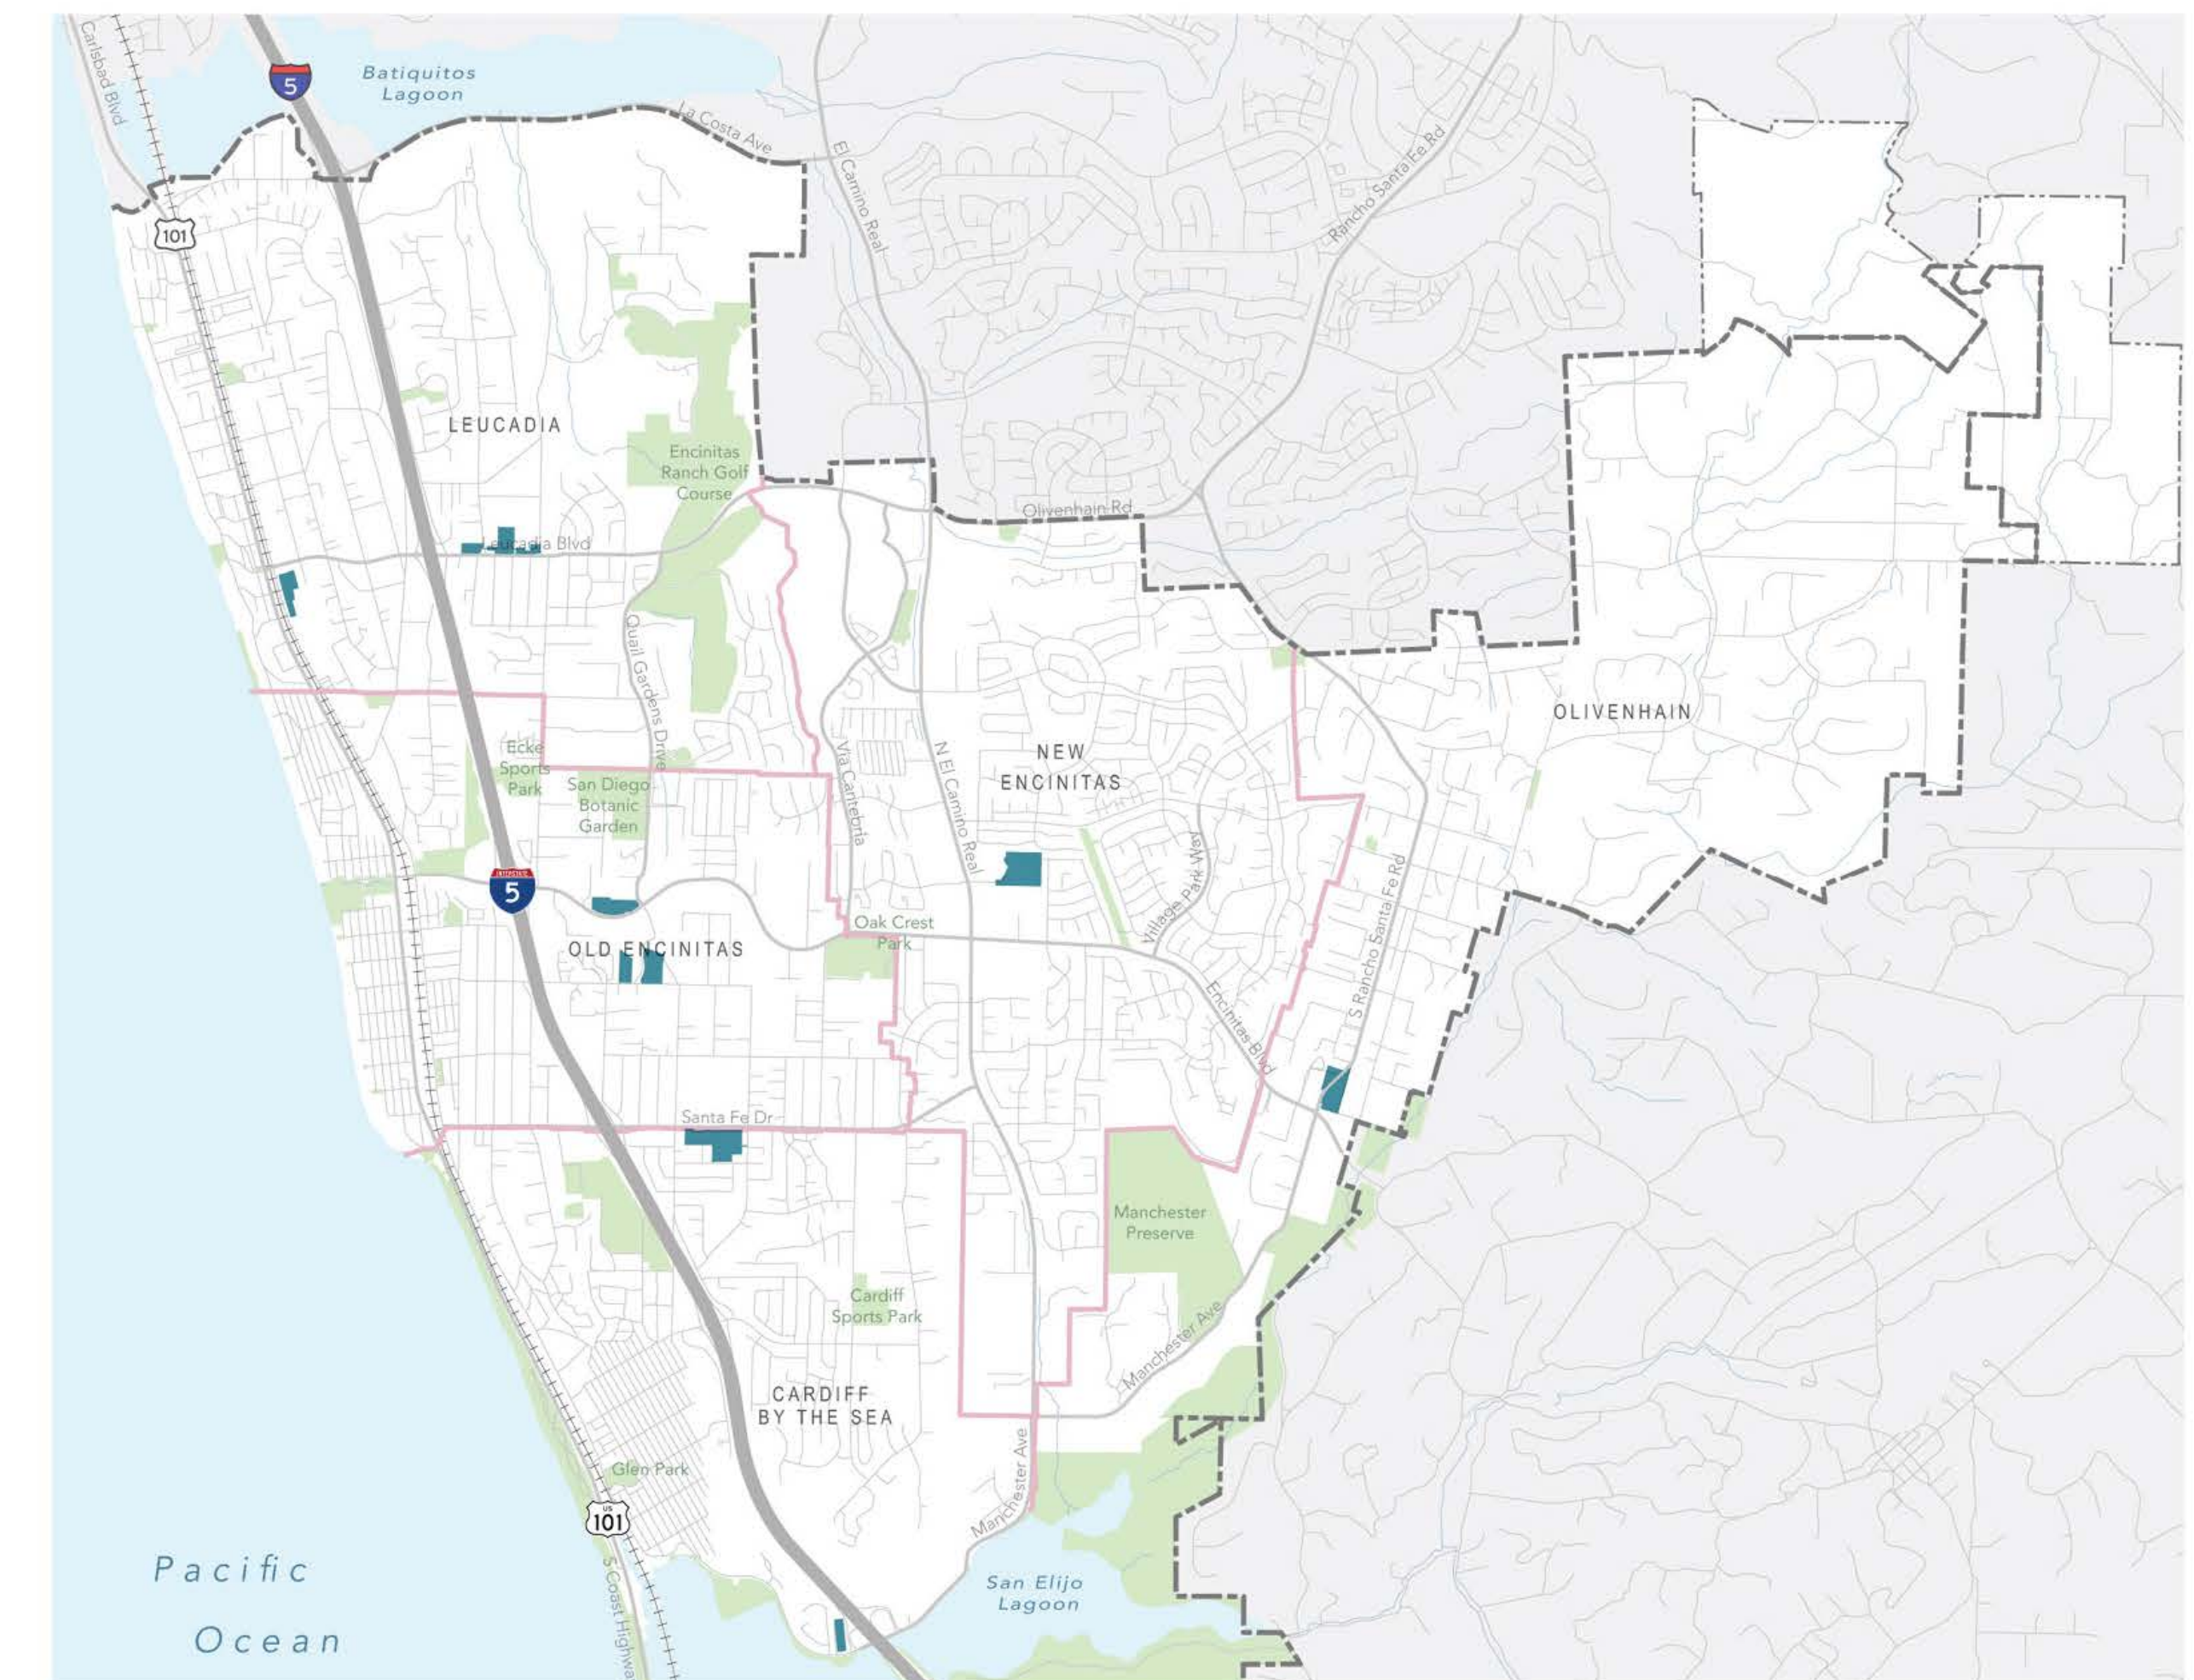 Carlsbad Blvd
5
Batiquitos
Lagoon
La Costa Ave
El Camino Real
Rancho Santa Fe Rd
101
LEUCADIA
Encinitas
Ranch Golf
Course
Olivenhain Rd
Leucadia Blvd
Quail Gardens Drive
OLIVENHAIN
Ecke
Sports
Park
San Diego
Botanic
Garden
Via Cantebria
N El Camino Real
NEW
ENCINITAS
Village Park Way
INTERSTATE
5
Oak Crest
Park
OLD ENCINITAS
S Rancho Santa Fe Rd
Encinitas Blvd
Santa Fe Dr
Manchester
Preserve
Cardiff
Sports Park
Manchester Ave
CARDIFF
BY THE SEA
Glen Park
Manchester Ave
US
101
Pacific
Ocean
San Elijo
Lagoon
S Coast Highwa